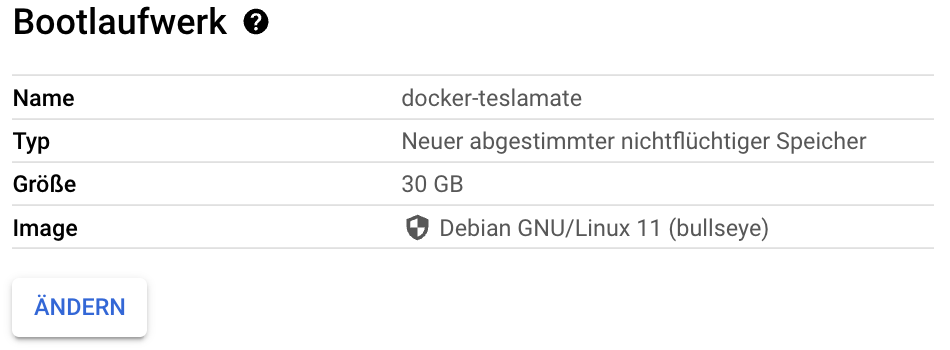 Bootlaufwerk ?
Name docker-teslamate
Typ Neuer abgestimmter nichtflüchtiger Speicher
Größe 30 GB
Image Debian GNU/Linux 11 (bullseye)
ÄNDERN